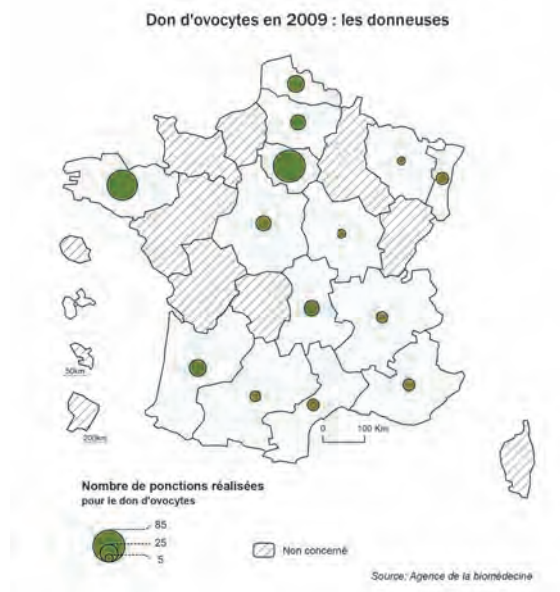 Don d'ovocytes en 2009 : les donneuses
50km
200km
0 100 Km
Nombre de ponctions réalisées
pour le don d'ovocytes
85
25
5
Non concerné
Source: Agence de la biomédecine